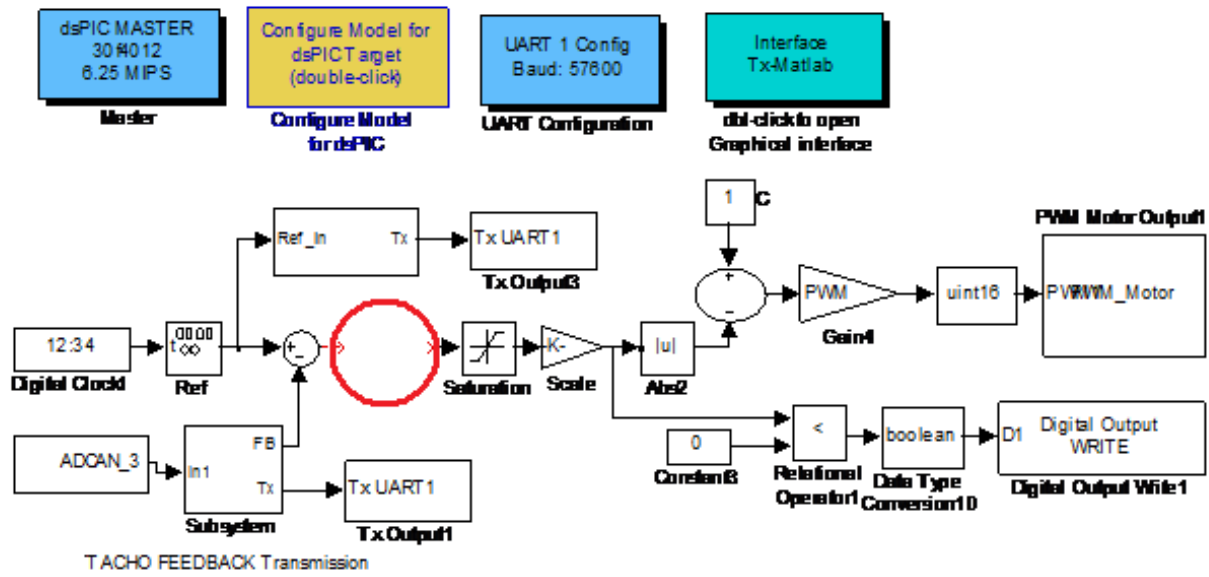 dsPIC MASTER
30f4012
6.25 MIPS
Master
Configure Model for
dsPICTarget
(double-click)
Configure Model
for dsPIC
UART 1 Config
Baud: 57600
UART Configuration
Interface
Tx-Matlab
dbl-click to open
Graphical interface
Ref_In
Tx
Tx UART1
Tx Output3
1
C
PWM Motor Output1
12:34
Digital Clock1
t
Ref
+
-
Saturation
K-
Scale
|u|
Abs2
+
-
PWM
Gain4
uint16
PWM_Motor
ADCAN_3
In1
FB
Tx
Subsystem
Tx UART1
Tx Output1
0
Constant3
<
Relational
Operator1
boolean
Data Type
Conversion10
D1
Digital Output
WRITE
Digital Output Write1
TACHO FEEDBACK Transmission